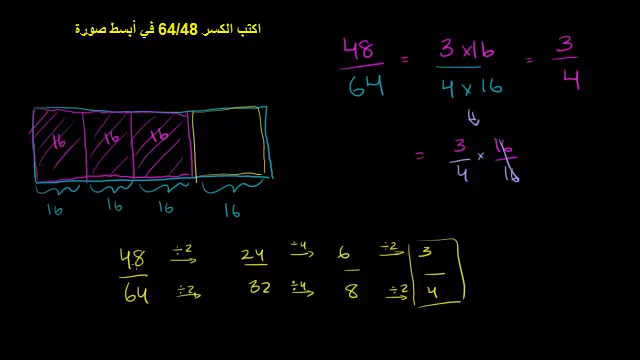 اكتب الكسر 64/48 في أبسط صورة
48/64 = 3×16/4×16 = 3/4
= 3/4 × 16/16
16 16 16
16 16 16 16
48 ÷2 24 ÷4 6 ÷2 3
64 ÷2 32 ÷4 8 ÷2 4